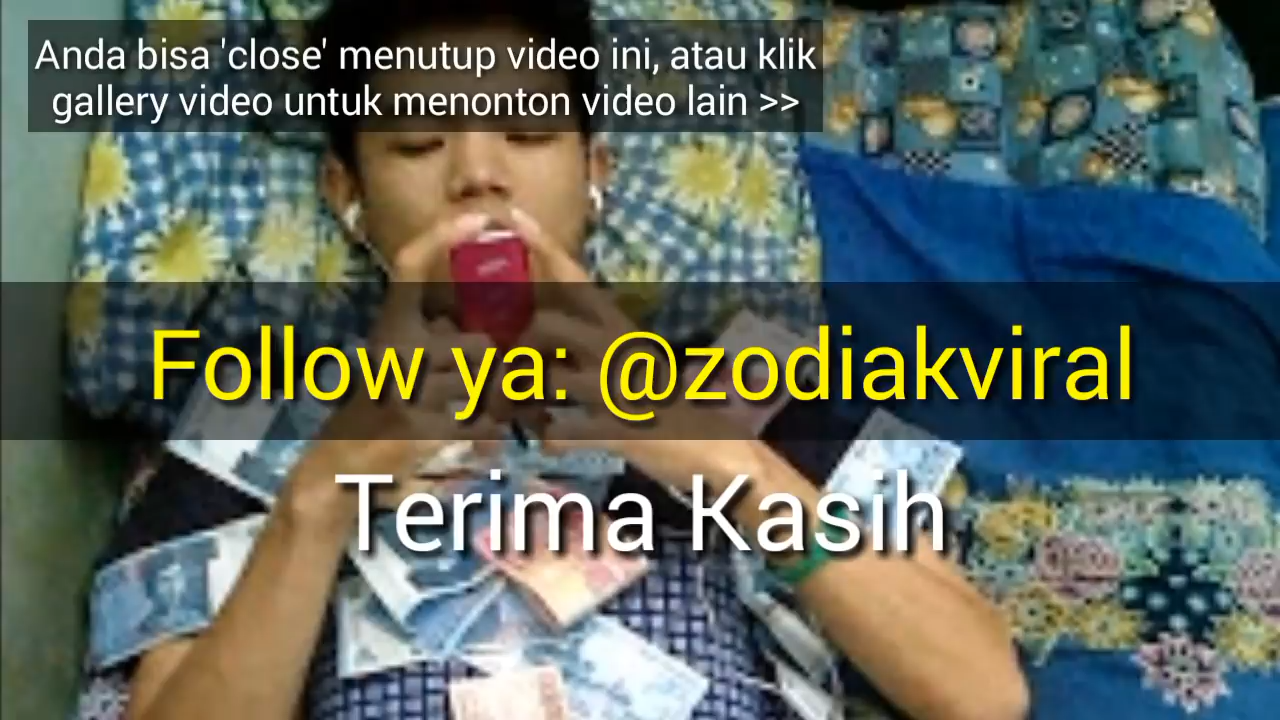 Anda bisa 'close' menutup video ini, atau klik
gallery video untuk menonton video lain >>
Follow ya: @zodiakviral
Terima Kasih